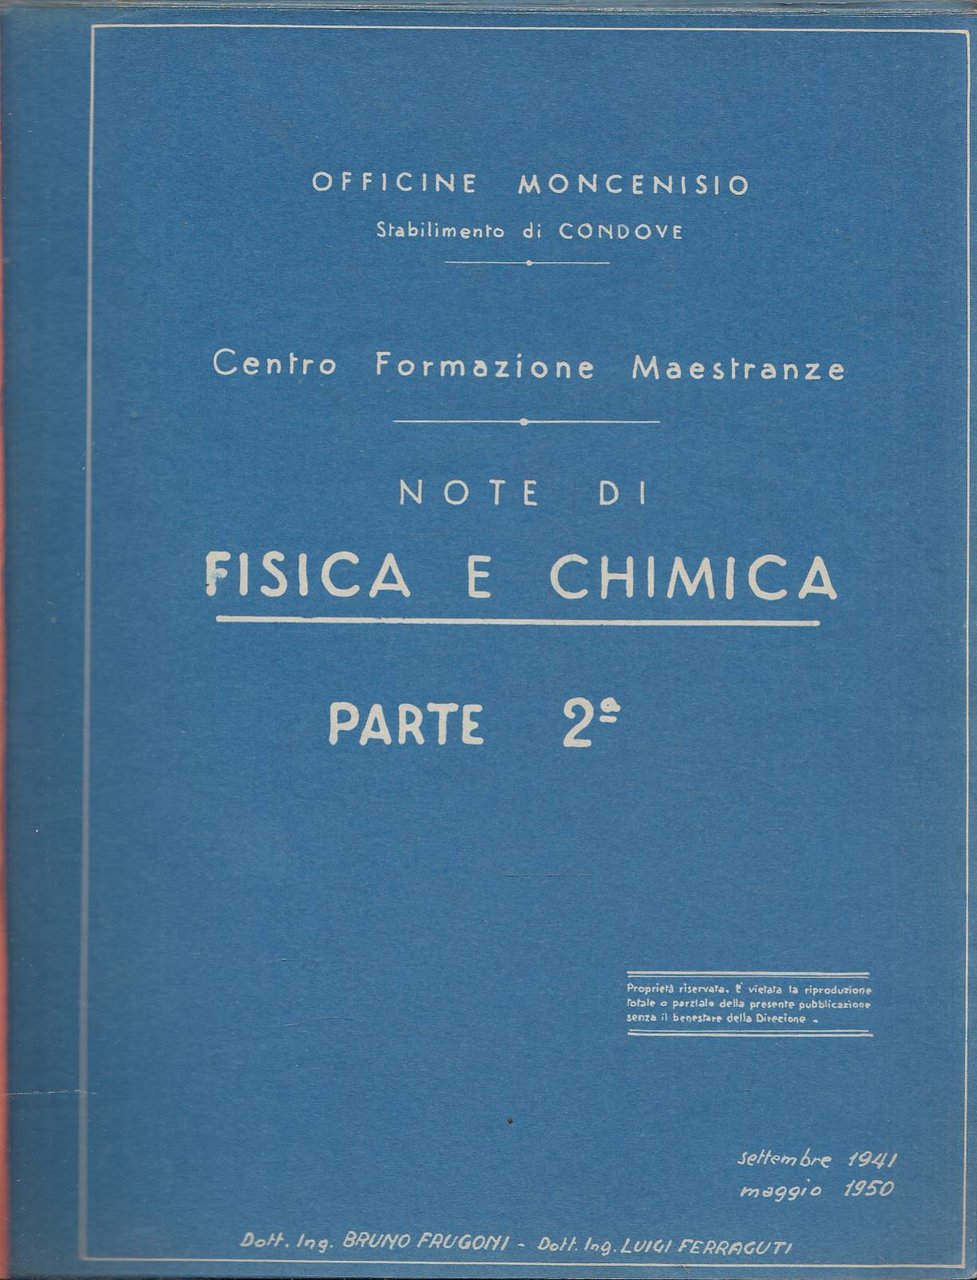 OFFICINE MONCENISIO
Stabilimento di CONDOVE
Centro Formazione Maestranze
NOTE DI
FISICA E CHIMICA
PARTE 2ª
Proprietà riservata. E' vietata la riproduzione
totale o parziale della presente pubblicazione
senza il benestare della Direzione -
settembre 1941
maggio 1950
Dott. Ing. BRUNO FRUGONI - Dott. Ing. LUIGI FERRAGUTI